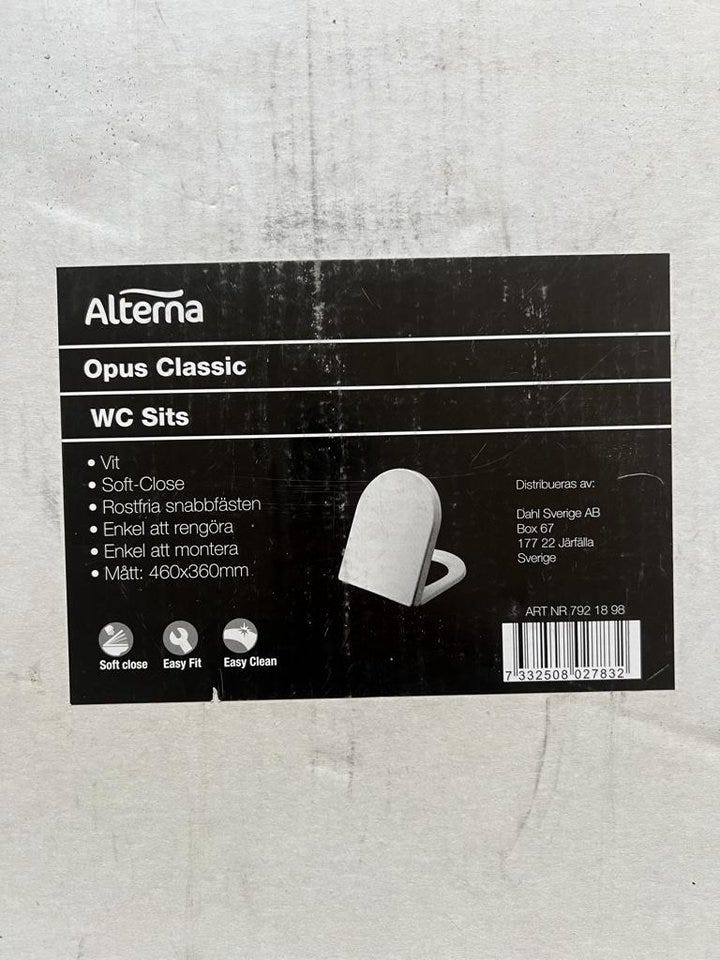 Alterna
Opus Classic
WC Sits
• Vit
• Soft-Close
• Rostfria snabbfästen
• Enkel att rengöra
• Enkel att montera
• Mått: 460x360mm
Soft close
Easy Fit
Easy Clean
Distribueras av:
Dahl Sverige AB
Box 67
177 22 Järfälla
Sverige
ART NR 792 18 98
7 332508 027832